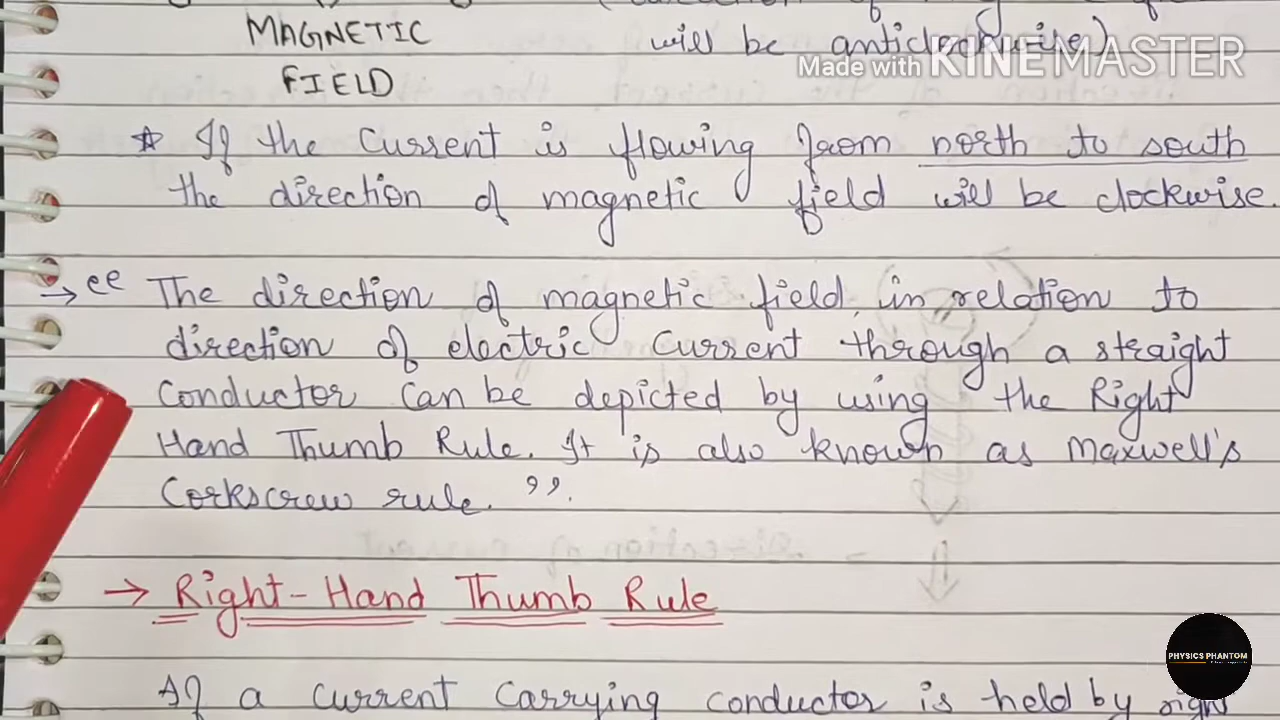 MAGNETIC
will be anticlockwise)
Made with KINEMASTER
FIELD
* If the current is flowing from north to south
the direction of magnetic field will be clockwise.
→ “ The direction of magnetic field in relation to
direction of electric current through a straight
conductor can be depicted by using the Right
Hand Thumb Rule. It is also known as Maxwell's
Corkscrew rule. ”.
→ Right-Hand Thumb Rule
PHYSICS PHANTOM
If a current carrying conductor is held by right